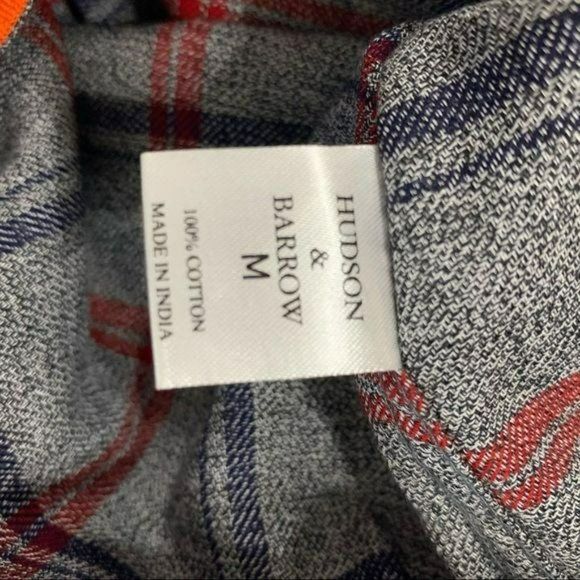 HUDSON
&
BARROW
M
100% COTTON
MADE IN INDIA